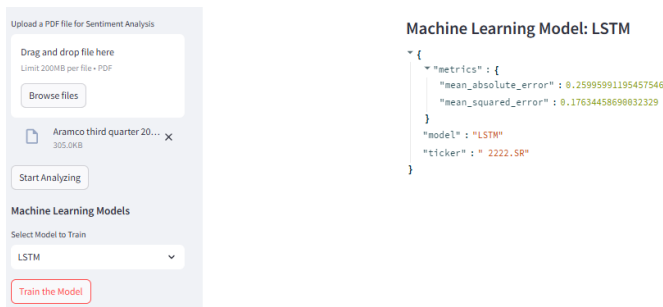 Upload a PDF file for Sentiment Analysis
Drag and drop file here
Limit 200MB per file • PDF
Browse files
Aramco third quarter 20...
305.0KB
Start Analyzing
Machine Learning Models
Select Model to Train
LSTM
Train the Model
Machine Learning Model: LSTM
{
"metrics" : {
"mean_absolute_error" : 0.25995991195457546
"mean_squared_error" : 0.17634458690032329
}
"model" : "LSTM"
"ticker" : " 2222.SR"
}